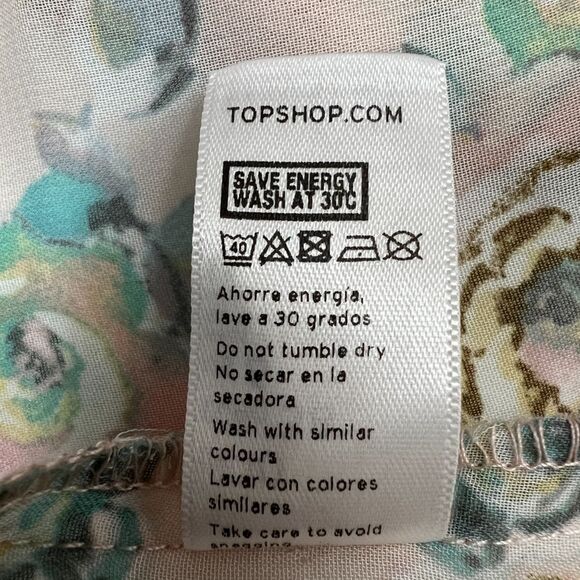 TOPSHOP.COM
SAVE ENERGY
WASH AT 30°C
40
Ahorre energía,
lave a 30 grados
Do not tumble dry
No secar en la
secadora
Wash with similar
colours
Lavar con colores
similares
Take care to avoid
snagging